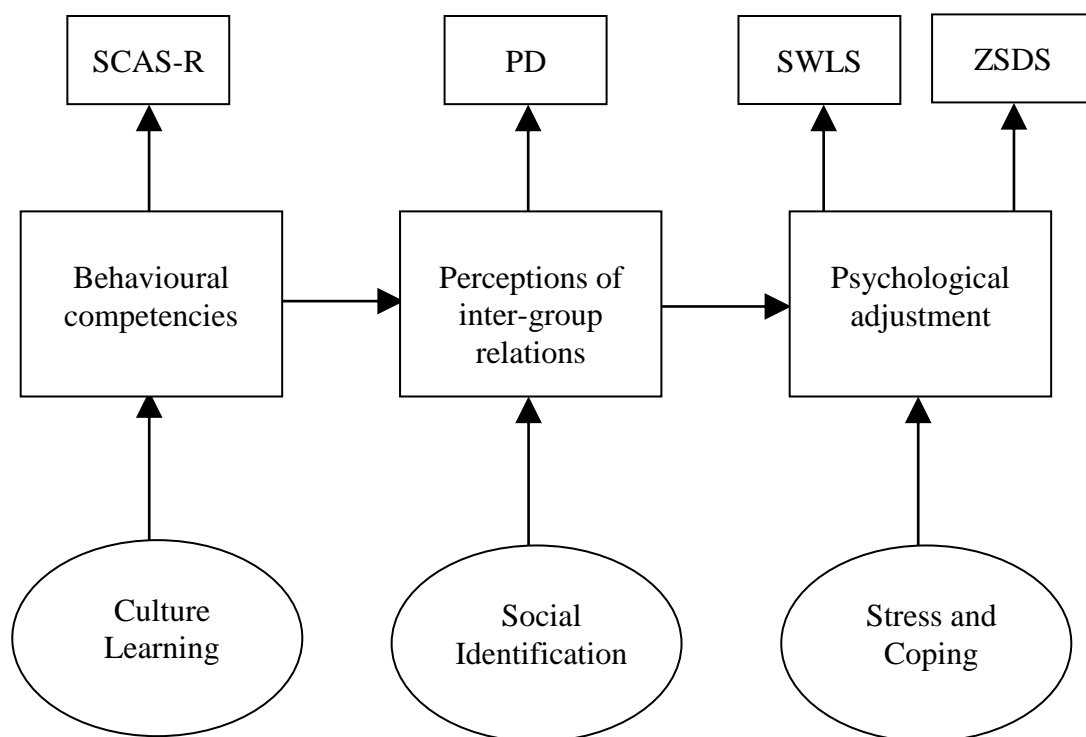 SCAS-R
PD
SWLS
ZSDS
Behavioural
competencies
Perceptions of
inter-group
relations
Psychological
adjustment
Culture
Learning
Social
Identification
Stress and
Coping